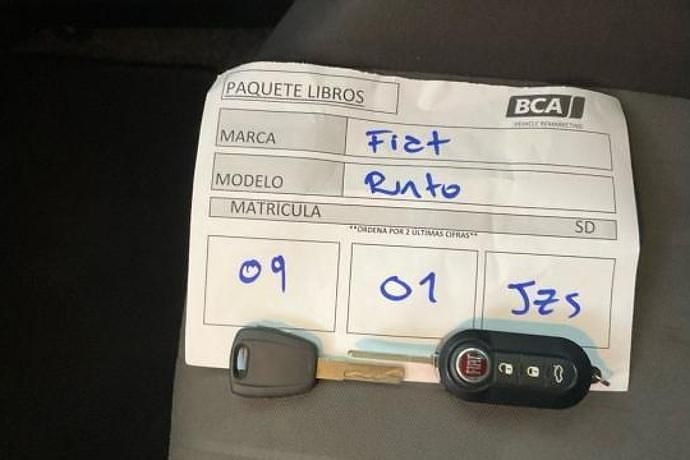 PAQUETE LIBROS
BCA
VEHICLE REMARKETING
MARCA Fiat
MODELO Punto
MATRICULA SD
**ORDENA POR 2 ULTIMAS CIFRAS**
09 01 JZS
FIAT